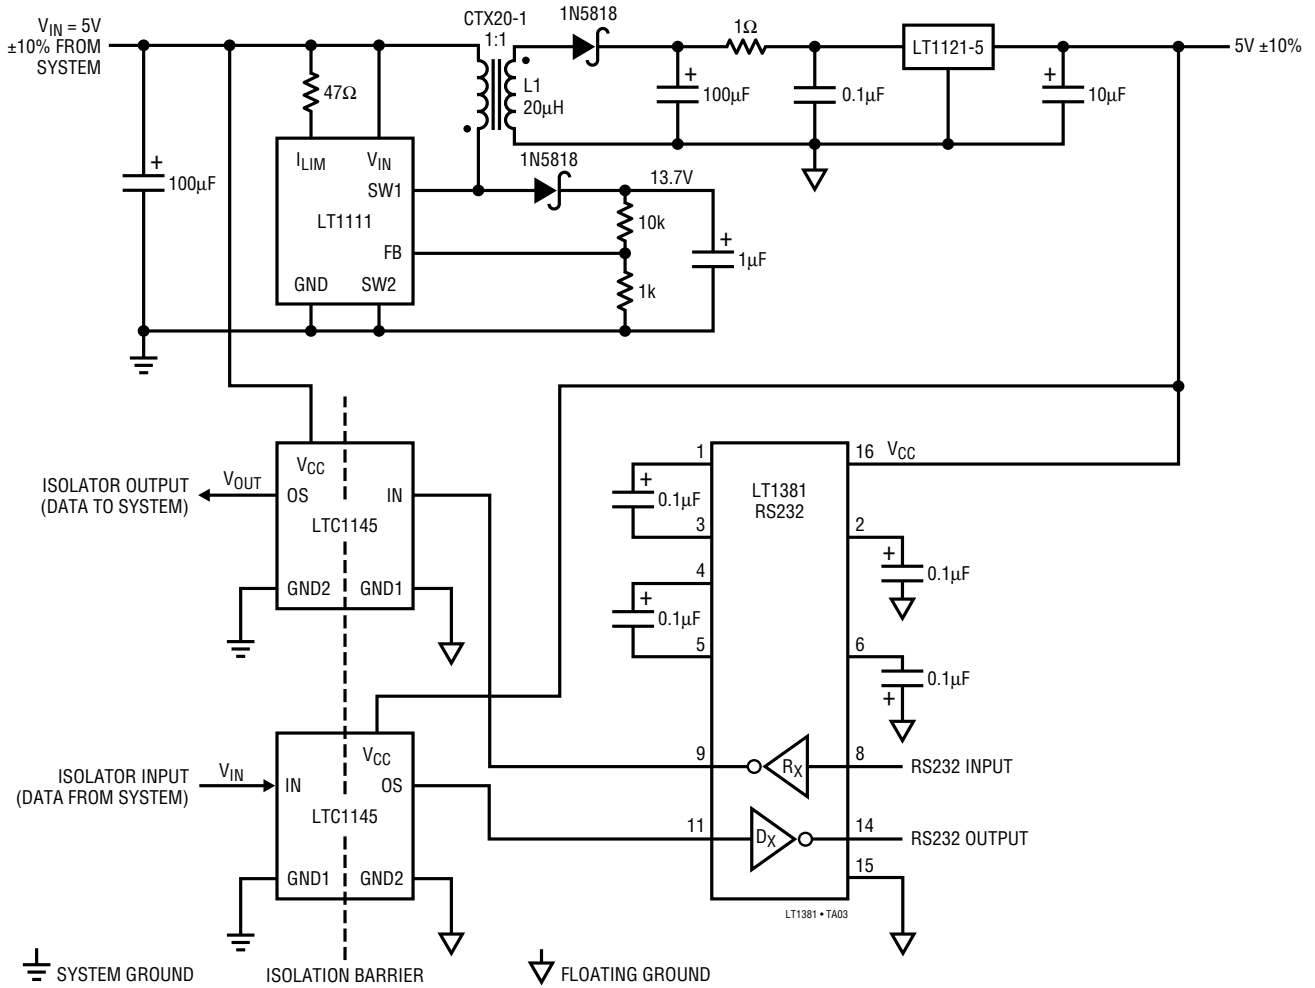 V_IN = 5V
±10% FROM
SYSTEM
CTX20-1
1:1
1N5818
1Ω
LT1121-5
5V ±10%
47Ω
L1
20µH
+
100µF
0.1µF
+
10µF
I_LIM
V_IN
1N5818
13.7V
+
100µF
SW1
LT1111
10k
+
1µF
FB
GND
SW2
1k
V_CC
1
16
V_CC
ISOLATOR OUTPUT
(DATA TO SYSTEM)
V_OUT
OS
IN
LTC1145
+
0.1µF
LT1381
RS232
3
2
+
0.1µF
4
GND2
GND1
+
0.1µF
5
6
0.1µF
+
V_CC
9
R_X
8
RS232 INPUT
ISOLATOR INPUT
(DATA FROM SYSTEM)
V_IN
IN
OS
LTC1145
11
D_X
14
RS232 OUTPUT
15
GND1
GND2
LT1381 • TA03
SYSTEM GROUND
ISOLATION BARRIER
FLOATING GROUND